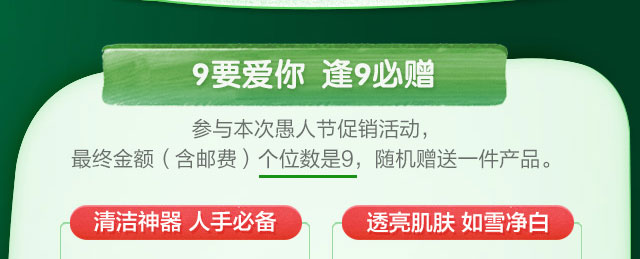 9要爱你 逢9必赠
参与本次愚人节促销活动，
最终金额（含邮费）个位数是9，随机赠送一件产品。
清洁神器 人手必备
透亮肌肤 如雪净白